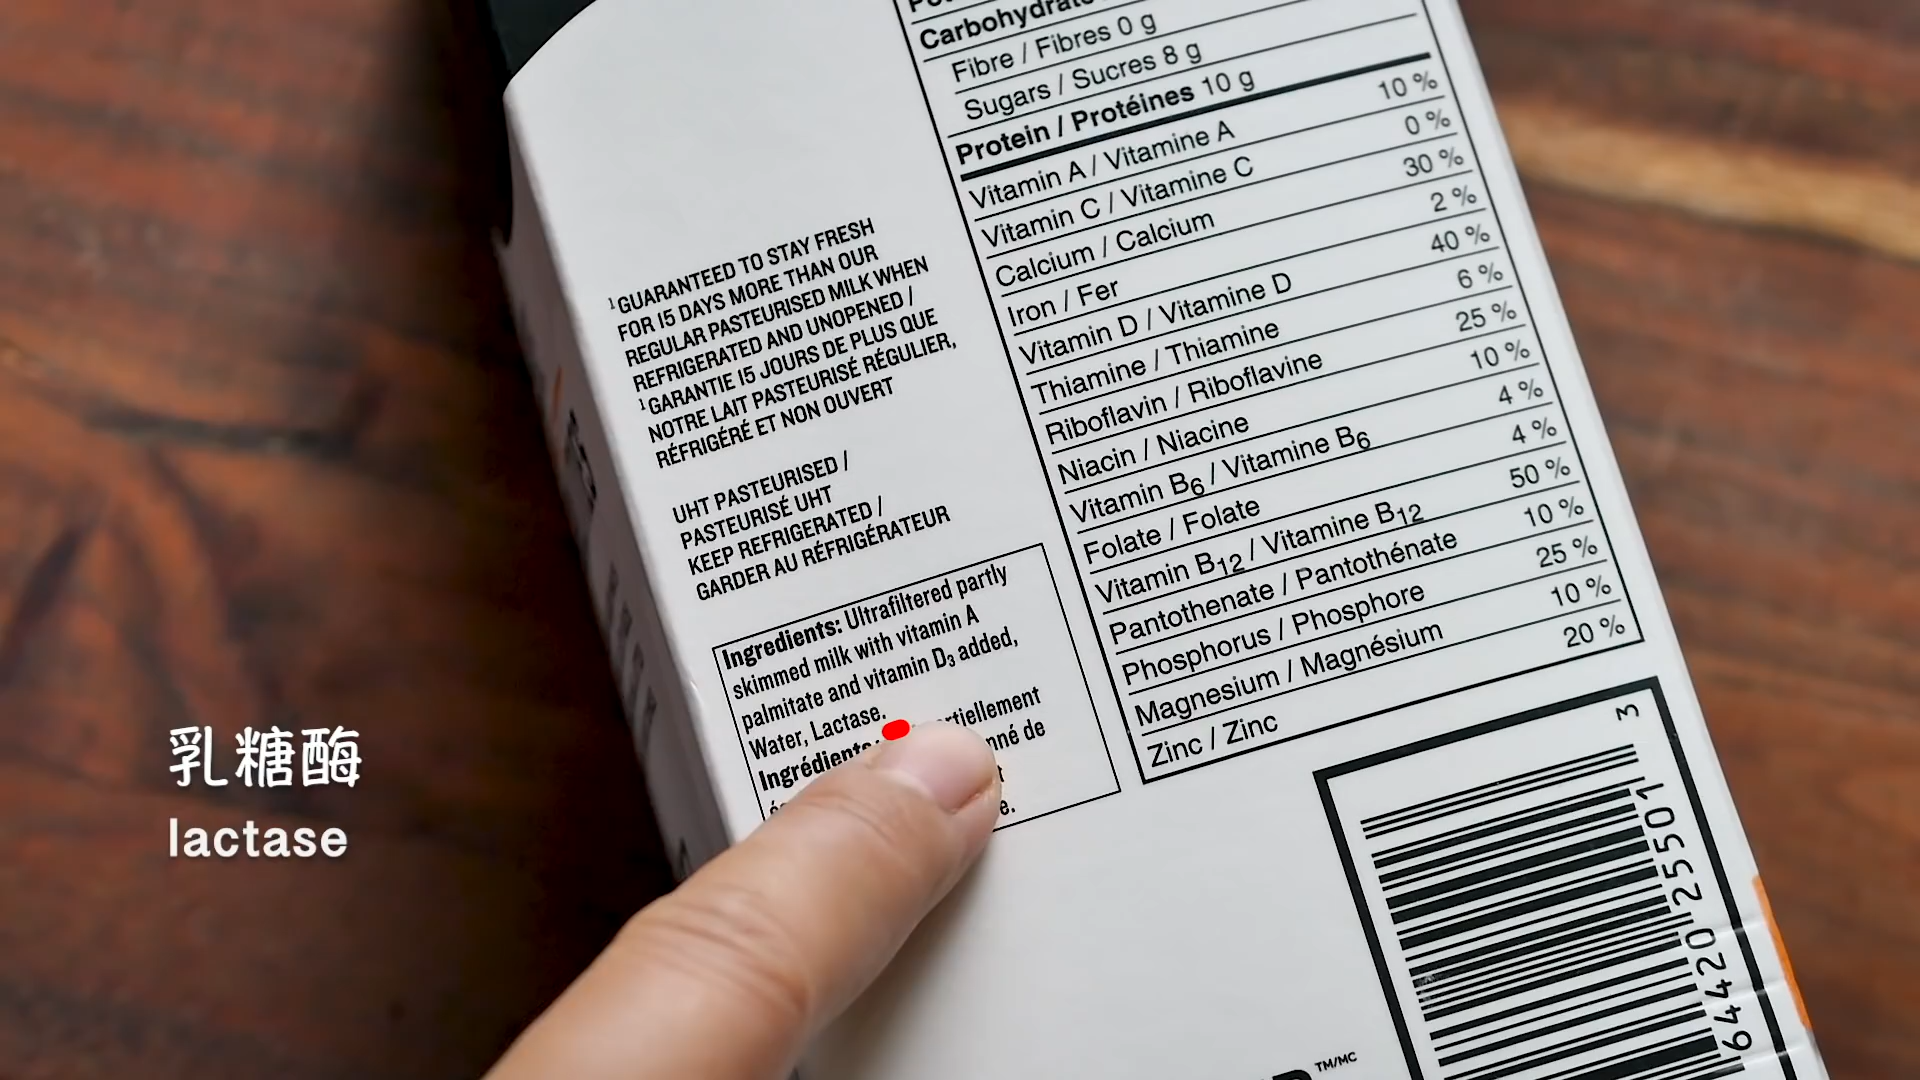 Carbohydrate
Fibre / Fibres 0 g
Sugars / Sucres 8 g
Protein / Protéines 10 g
Vitamin A / Vitamine A 10 %
Vitamin C / Vitamine C 0 %
Calcium / Calcium 30 %
Iron / Fer 2 %
Vitamin D / Vitamine D 40 %
Thiamine / Thiamine 6 %
Riboflavin / Riboflavine 25 %
Niacin / Niacine 10 %
Vitamin B6 / Vitamine B6 4 %
Folate / Folate 4 %
Vitamin B12 / Vitamine B12 50 %
Pantothenate / Pantothénate 10 %
Phosphorus / Phosphore 25 %
Magnesium / Magnésium 10 %
Zinc / Zinc 20 %
¹GUARANTEED TO STAY FRESH
FOR 15 DAYS MORE THAN OUR
REGULAR PASTEURISED MILK WHEN
REFRIGERATED AND UNOPENED /
¹GARANTIE 15 JOURS DE PLUS QUE
NOTRE LAIT PASTEURISÉ RÉGULIER,
RÉFRIGÉRÉ ET NON OUVERT
UHT PASTEURISED /
PASTEURISÉ UHT
KEEP REFRIGERATED /
GARDER AU RÉFRIGÉRATEUR
Ingredients: Ultrafiltered partly
skimmed milk with vitamin A
palmitate and vitamin D₃ added,
Water, Lactase.
Ingrédients
de
乳糖酶
lactase
3
64420 25501
TM/MC